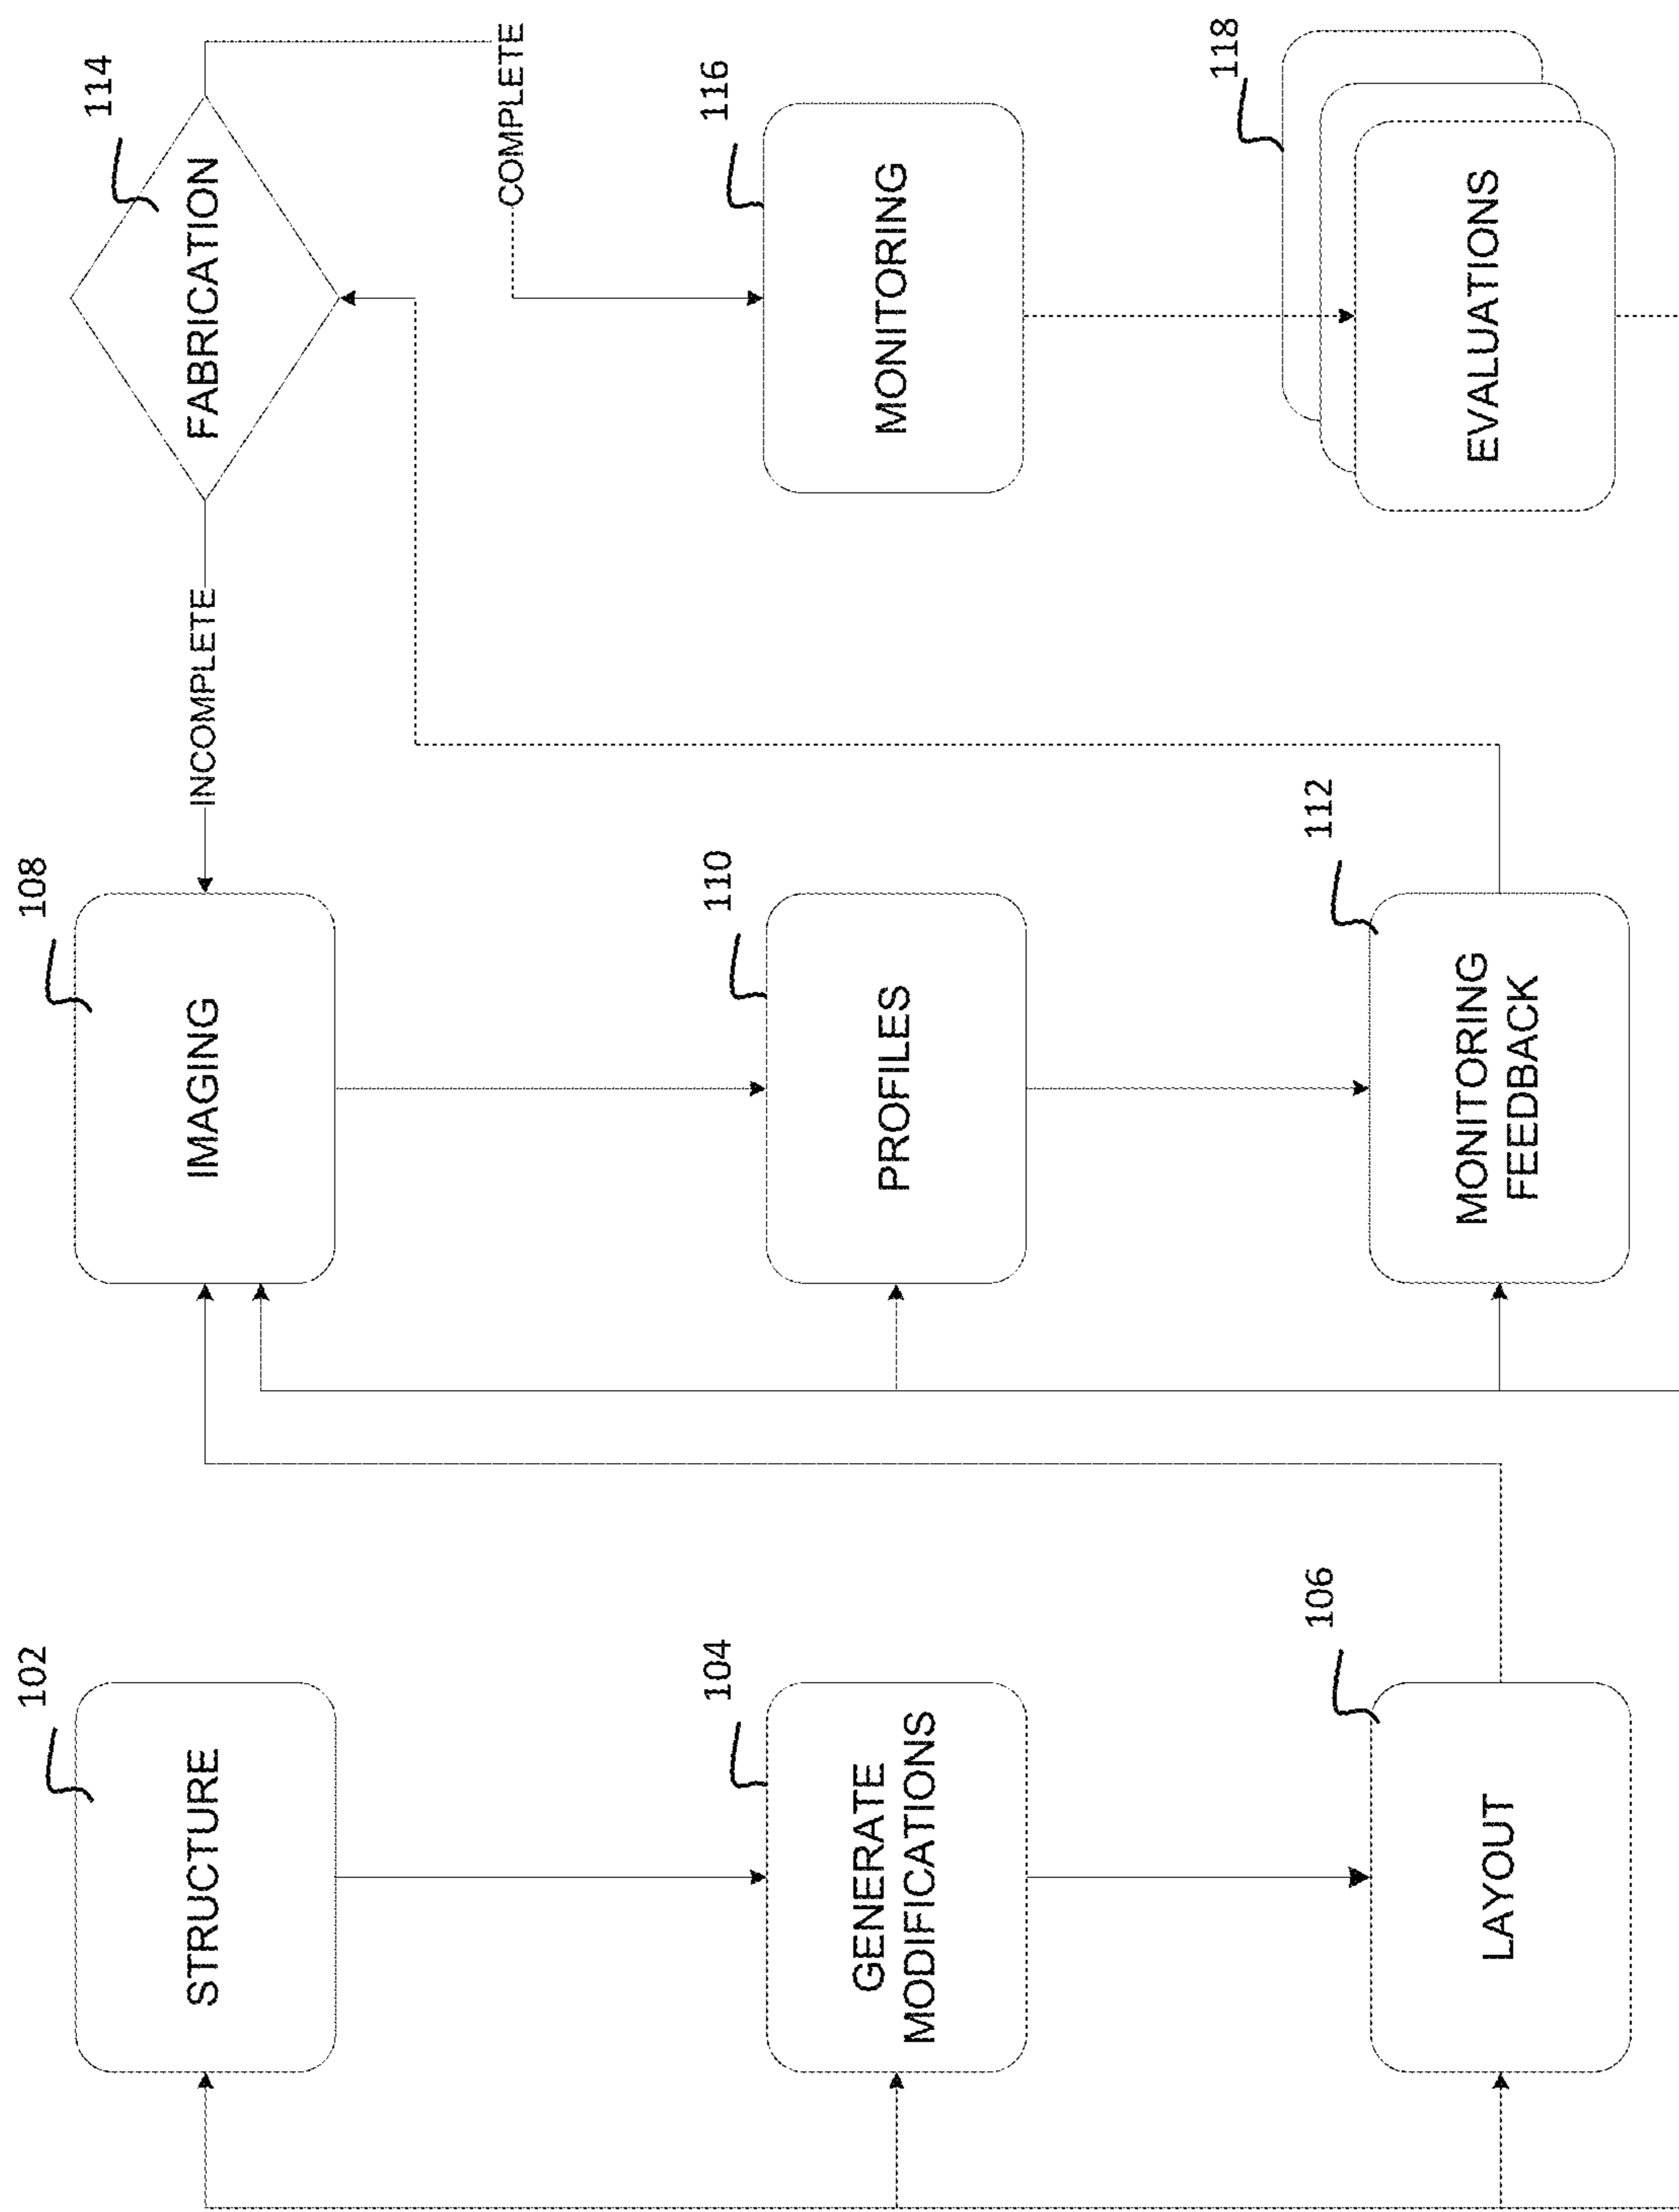 102
STRUCTURE
104
GENERATE
MODIFICATIONS
106
LAYOUT
108
IMAGING
110
PROFILES
112
MONITORING
FEEDBACK
INCOMPLETE
114
FABRICATION
COMPLETE
116
MONITORING
118
EVALUATIONS